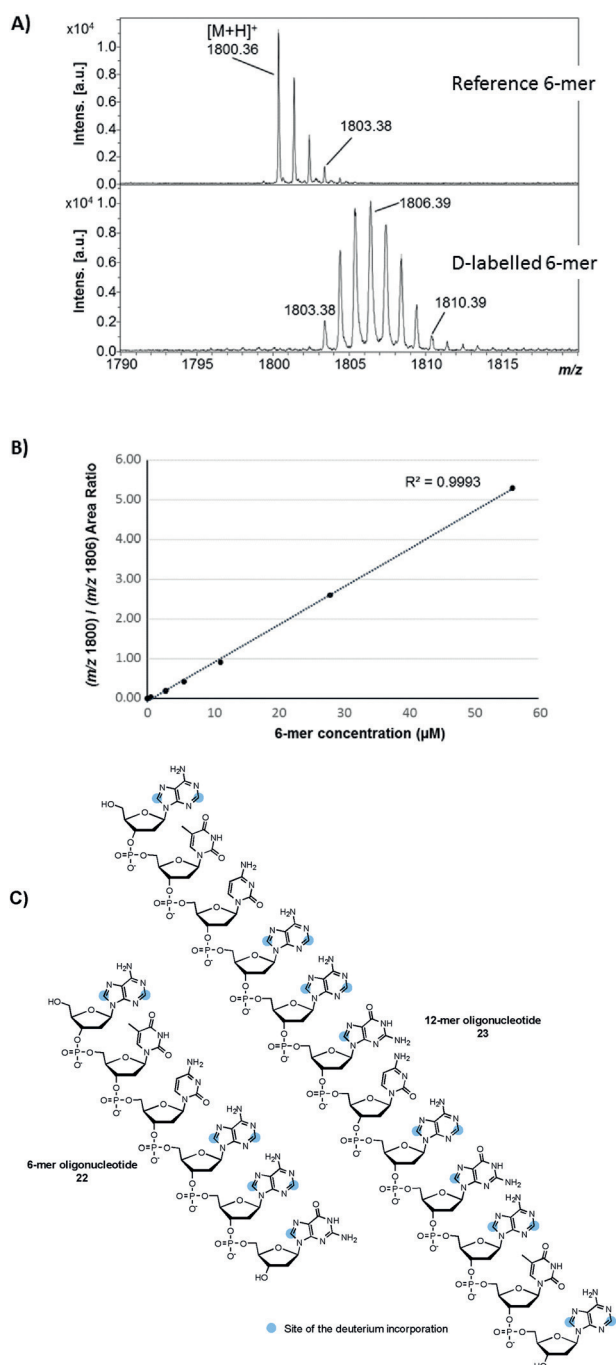 A)
x10⁴
Intens. [a.u.]
1.0
0.8
0.6
0.4
0.2
0.0
[M+H]⁺
1800.36
1803.38
Reference 6-mer
x10⁴
Intens. [a.u.]
1.0
0.8
0.6
0.4
0.2
0.0
1803.38
1806.39
1810.39
D-labelled 6-mer
1790 1795 1800 1805 1810 1815
m/z
B)
(m/z 1800) / (m/z 1806) Area Ratio
6.00
5.00
4.00
3.00
2.00
1.00
0.00
R² = 0.9993
0 10 20 30 40 50 60
6-mer concentration (µM)
C)
12-mer oligonucleotide
23
6-mer oligonucleotide
22
Site of the deuterium incorporation